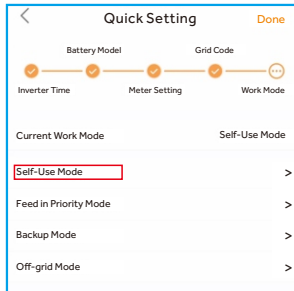 Quick Setting Done
Battery Model Grid Code
Inverter Time Meter Setting Work Mode
Current Work Mode Self-Use Mode
Self-Use Mode >
Feed in Priority Mode >
Backup Mode >
Off-grid Mode >